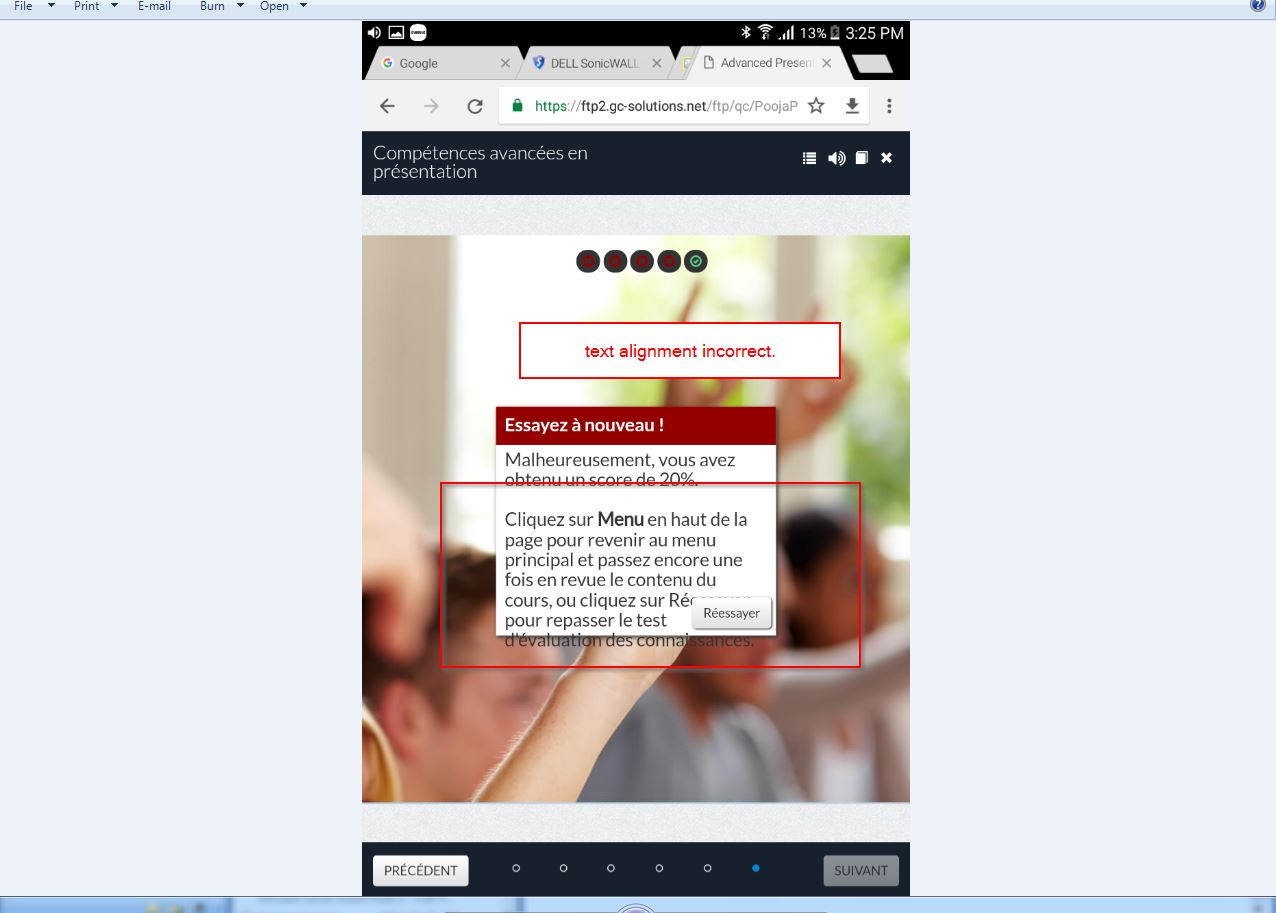 File Print E-mail Burn Open
13% 3:25 PM
Google DELL SonicWALL Advanced Presen
https://ftp2.gc-solutions.net/ftp/qc/PoojaP
Compétences avancées en
présentation
text alignment incorrect.
Essayez à nouveau !
Malheureusement, vous avez
obtenu un score de 20%.
Cliquez sur Menu en haut de la
page pour revenir au menu
principal et passez encore une
fois en revue le contenu du
cours, ou cliquez sur Réessayer
pour repasser le test
Réessayer
d'évaluation des connaissances.
PRÉCÉDENT SUIVANT